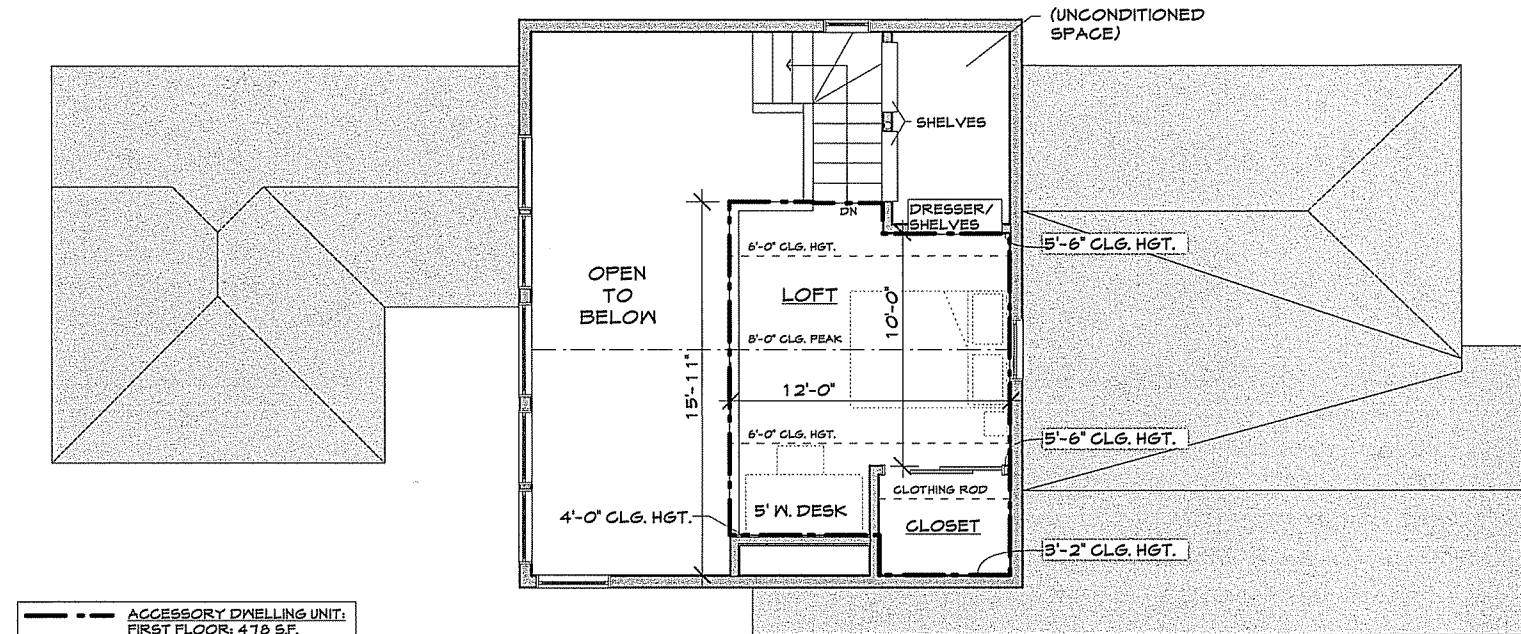 (UNCONDITIONED
SPACE)
SHELVES
DN
DRESSER/
SHELVES
6'-0" CLG. HGT.
5'-6" CLG. HGT.
OPEN
TO
BELOW
LOFT
10'-0"
8'-0" CLG. PEAK
15'-11"
12'-0"
6'-0" CLG. HGT.
5'-6" CLG. HGT.
CLOTHING ROD
4'-0" CLG. HGT.
5' W. DESK
CLOSET
3'-2" CLG. HGT.
ACCESSORY DWELLING UNIT:
FIRST FLOOR: 478 S.F.